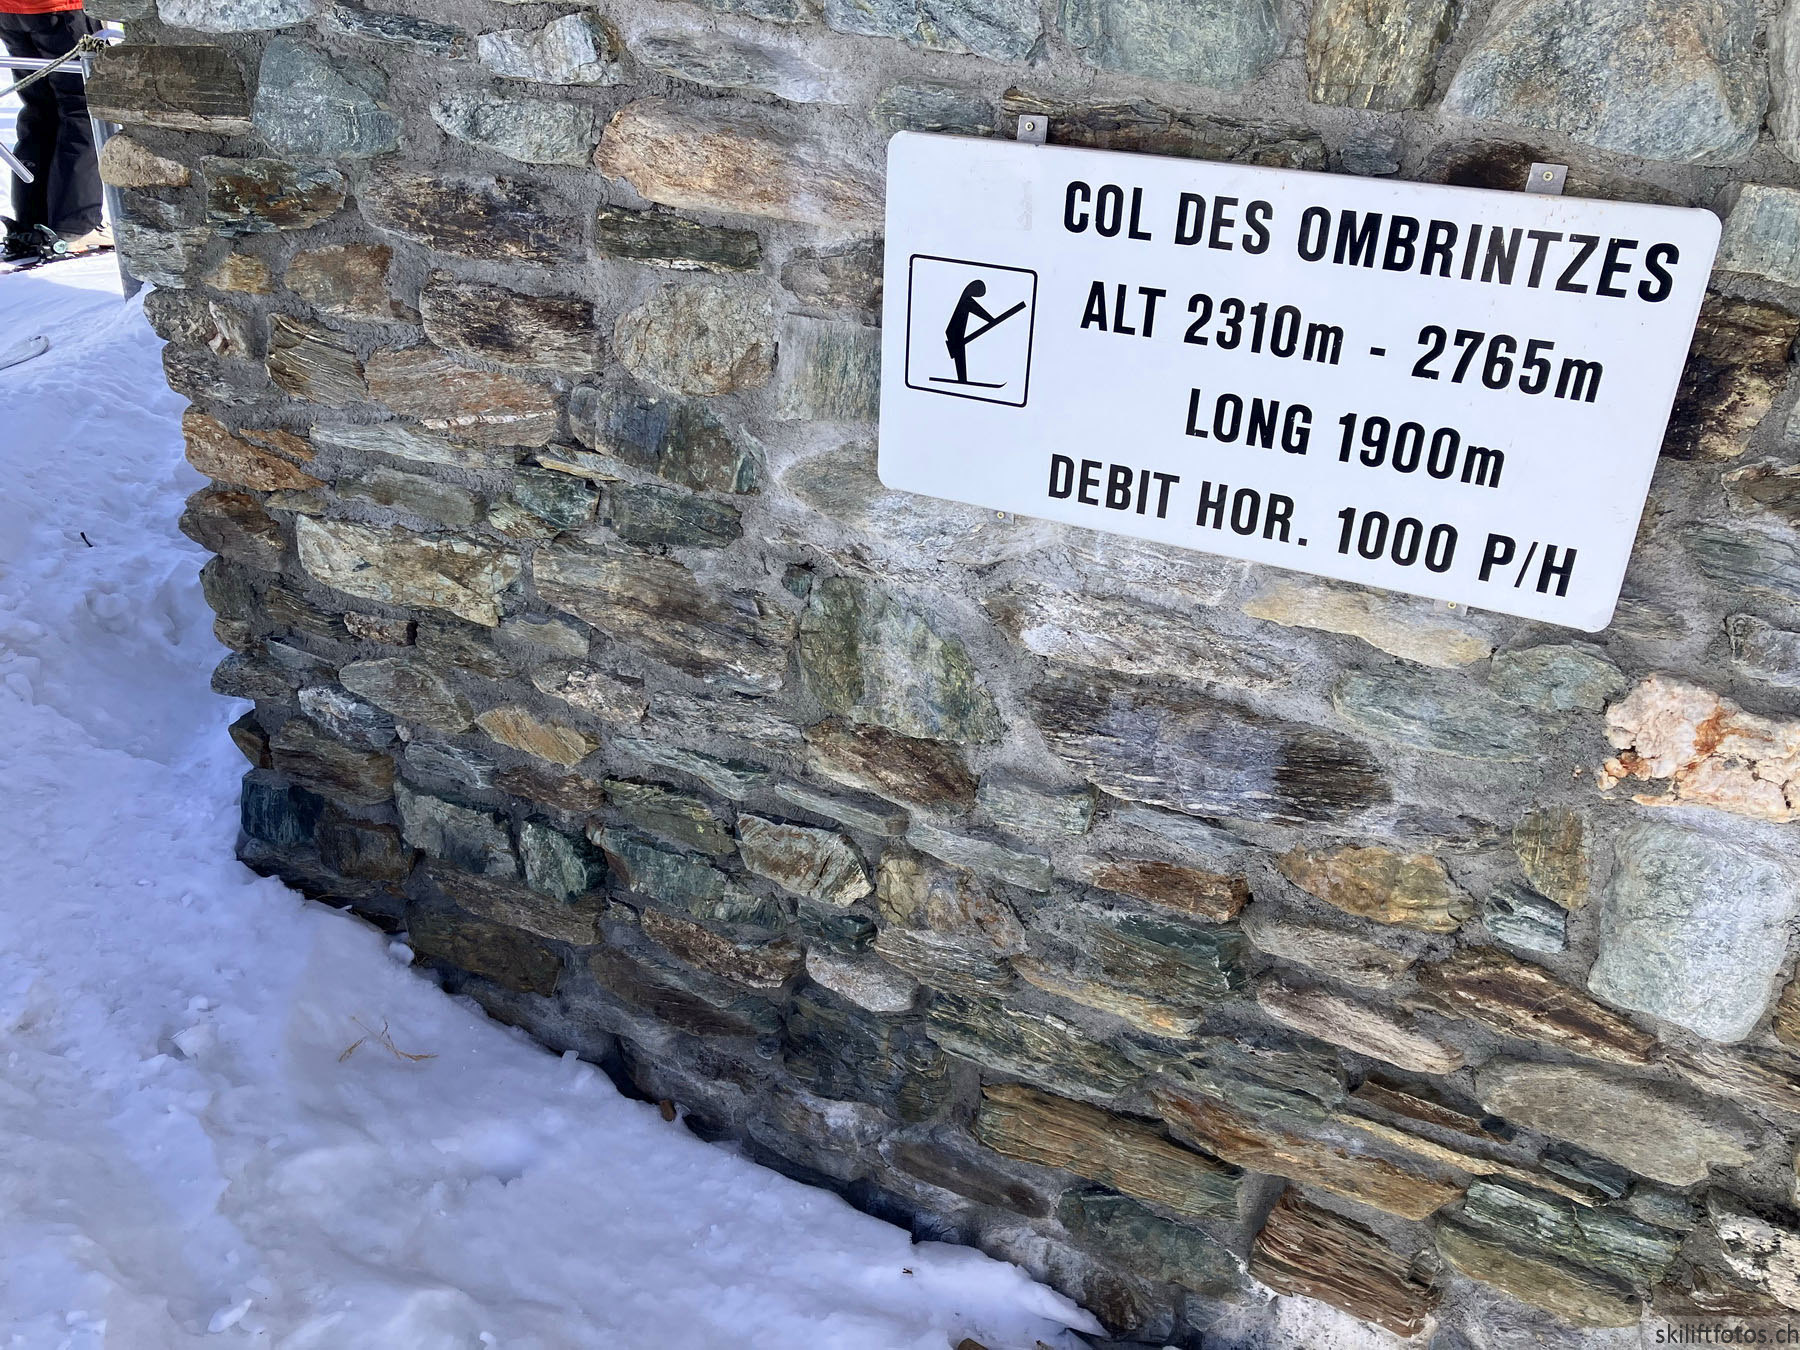 COL DES OMBRINTZES
ALT 2310m - 2765m
LONG 1900m
DEBIT HOR. 1000 P/H
skiliftfotos.ch